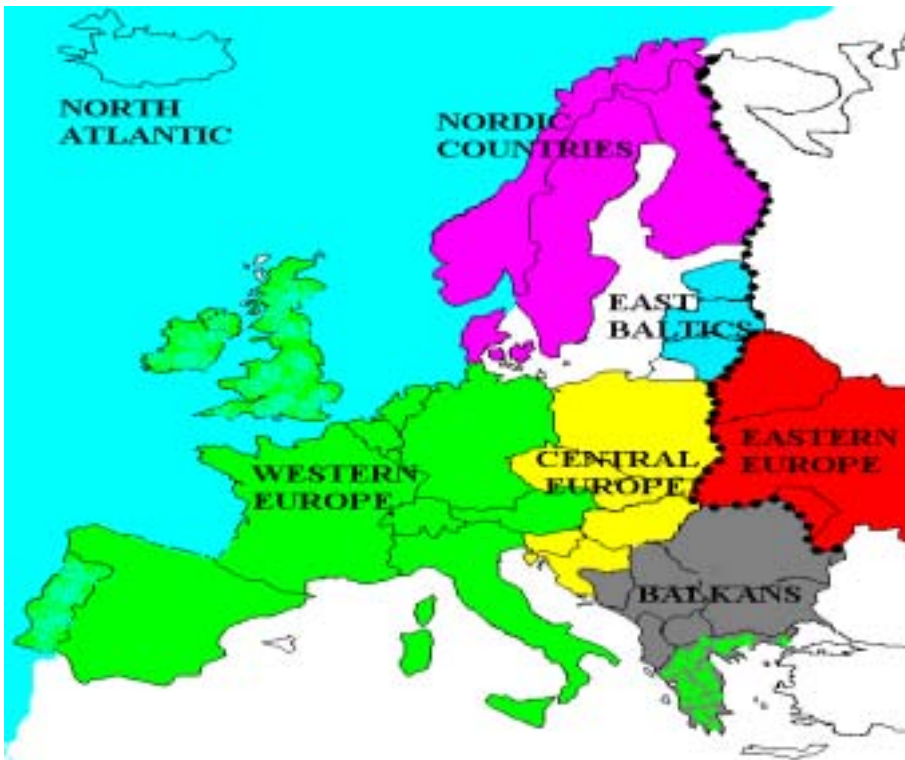 NORTH
ATLANTIC
NORDIC
COUNTRIES
EAST
BALTICS
WESTERN
EUROPE
CENTRAL
EUROPE
EASTERN
EUROPE
BALKANS